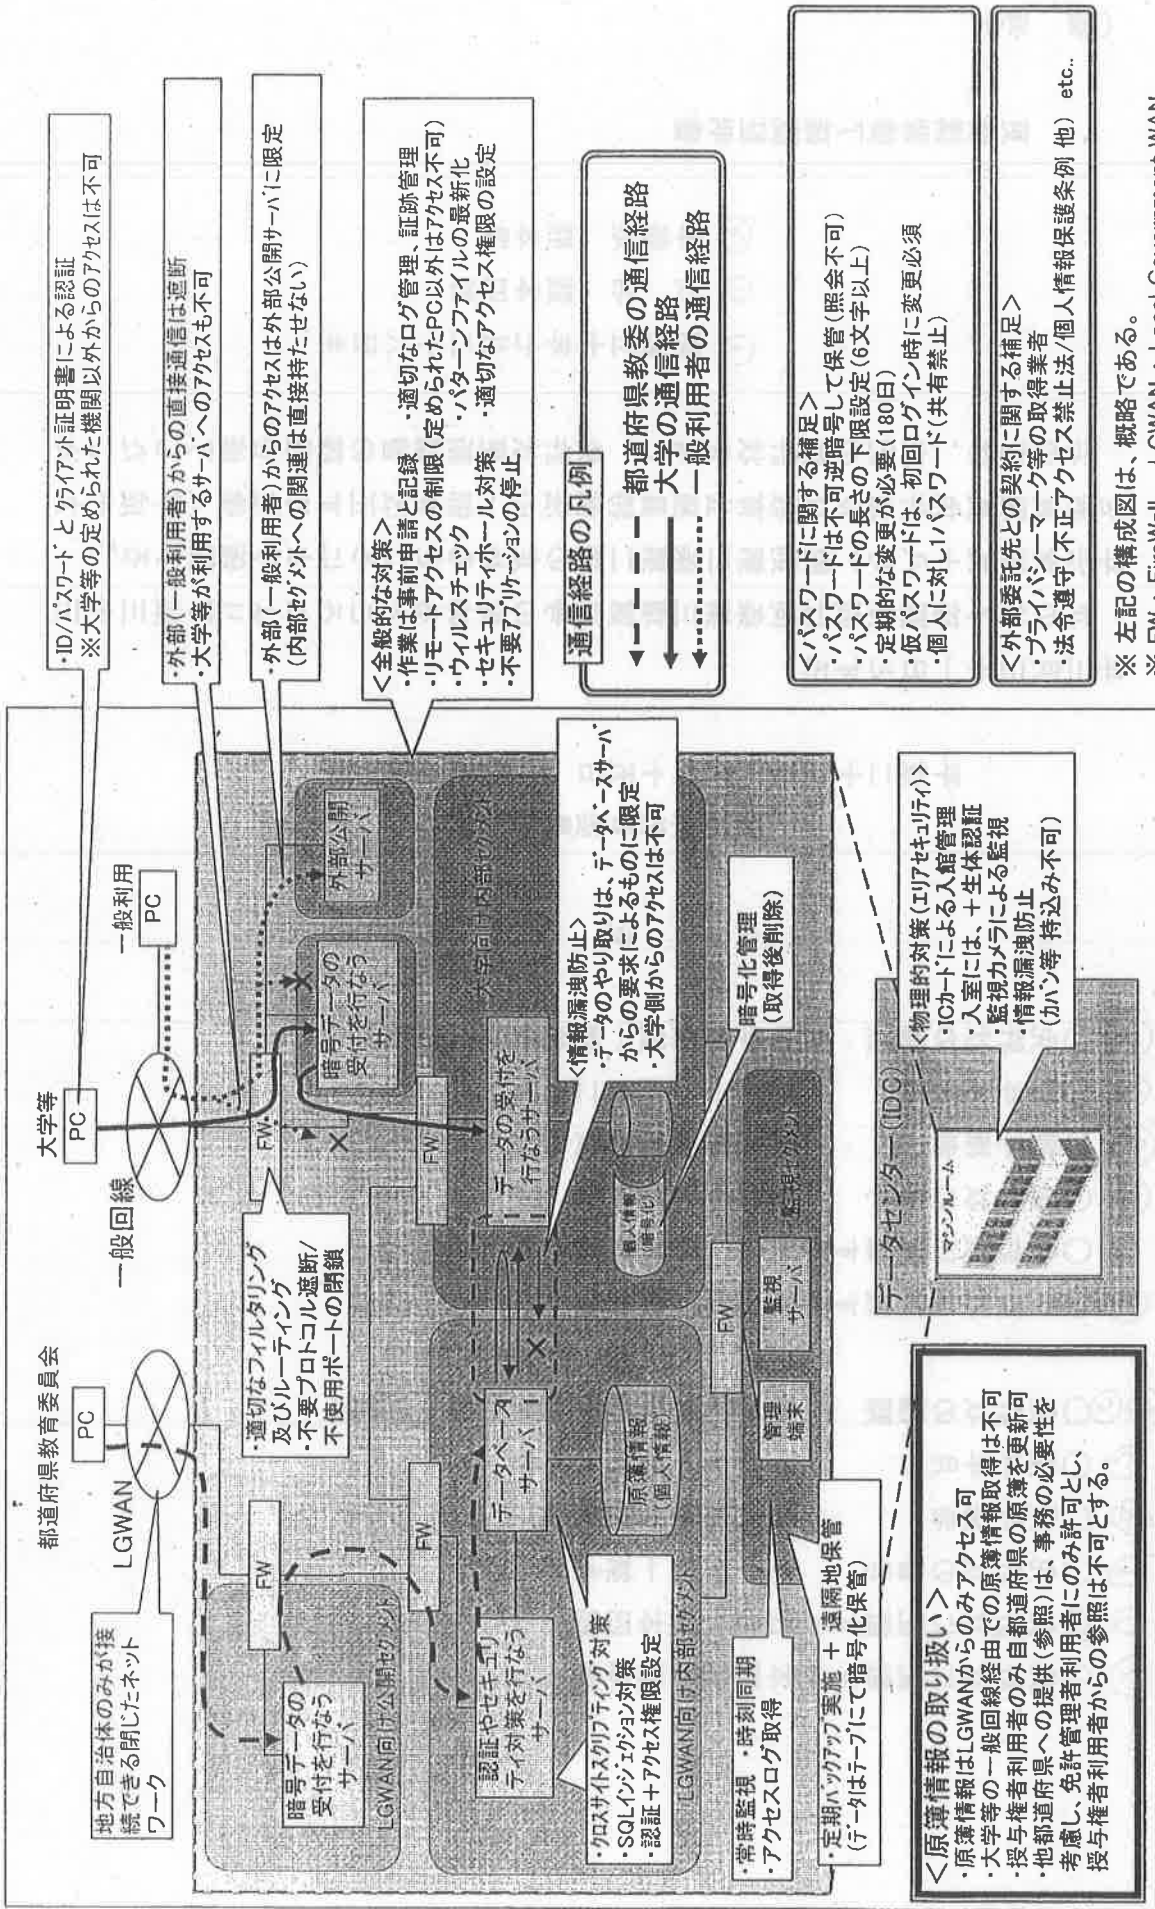 都道府県教育委員会
PC
LGWAN
地方自治体のみが接
続できる閉じたネット
ワーク
大学等
PC
一般回線
一般利用
PC
・ID/パスワード とクライアント証明書による認証
※大学等の定められた機関以外からのアクセスは不可
・外部(一般利用者)からの直接通信は遮断
・大学等が利用するサーバへのアクセスも不可
・外部(一般利用者)からのアクセスは外部公開サーバに限定
(内部セグメントへの関連は直接持たせない)
<全般的な対策>
・作業は事前申請と記録 ・適切なログ管理、証跡管理
・リモートアクセスの制限(定められたPC以外はアクセス不可)
・ウィルスチェック ・パターンファイルの最新化
・セキュリティホール対策 ・適切なアクセス権限の設定
・不要アプリケーションの停止
通信経路の凡例
都道府県教委の通信経路
大学の通信経路
一般利用者の通信経路
<パスワードに関する補足>
パスワードは不可逆暗号して保管(照会不可)
パスワードの長さの下限設定(6文字以上)
定期的な変更が必要(180日)
仮パスワードは、初回ログイン時に変更必須
個人に対し1パスワード(共有禁止)
<外部委託先との契約に関する補足>
プライバシーマーク等の取得業者
法令遵守(不正アクセス禁止法/個人情報保護条例 他) etc..
※ 左記の構成図は、概略である。
※ FW：FireWall LGWAN：Local Government WAN
FW
・適切なフィルタリング
及びルーティング
・不要プロトコル遮断/
不使用ポートの閉鎖
FW
暗号データの
受付を行なう
サーバ
外部公開
サーバ
暗号データの
受付を行なう
サーバ
LGWAN向け公開セグメント
FW
FW
大学向け内部セグメント
データの受付を
行なうサーバ
認証やセキュリ
ティ対策を行なう
サーバ
データベース
サーバ
<情報漏洩防止>
・データのやり取りは、データベースサーバ
からの要求によるものに限定
・大学側からのアクセスは不可
個人情報
(暗号化)
暗号化管理
(取得後削除)
原簿情報
(個人情報)
・クロスサイトスクリプティング対策
・SQLインジェクション対策
・認証＋アクセス権限設定
LGWAN向け内部セグメント
FW
監視セグメント
管理
端末
監視
サーバ
・常時監視 ・時刻同期
・アクセスログ取得
・定期バックアップ実施 ＋ 遠隔地保管
(データはテープにて暗号化保管)
データセンター(IDC)
マシンルーム
<物理的対策(エリアセキュリティ)>
・ICカードによる入館管理
・入室には、＋生体認証
・監視カメラによる監視
・情報漏洩防止
(カバン等 持込み不可)
<原簿情報の取り扱い>
・原簿情報はLGWANからのみアクセス可
・大学等の一般回線経由での原簿情報取得は不可
・授与権者利用者のみ自都道府県の原簿を更新可
・他都道府県への提供(参照)は、事務の必要性を
考慮し、免許管理者利用者にのみ許可とし、
授与権者利用者からの参照は不可とする。